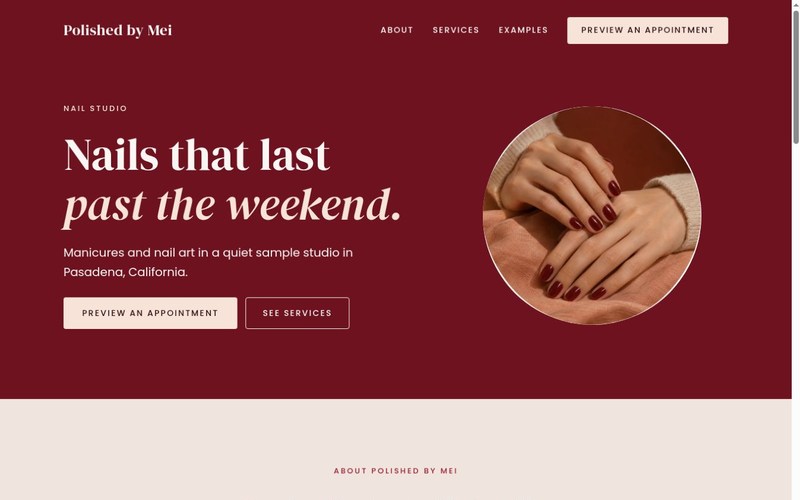 Polished by Mei
ABOUT
SERVICES
EXAMPLES
PREVIEW AN APPOINTMENT
NAIL STUDIO
Nails that last
past the weekend.
Manicures and nail art in a quiet sample studio in
Pasadena, California.
PREVIEW AN APPOINTMENT
SEE SERVICES
ABOUT POLISHED BY MEI